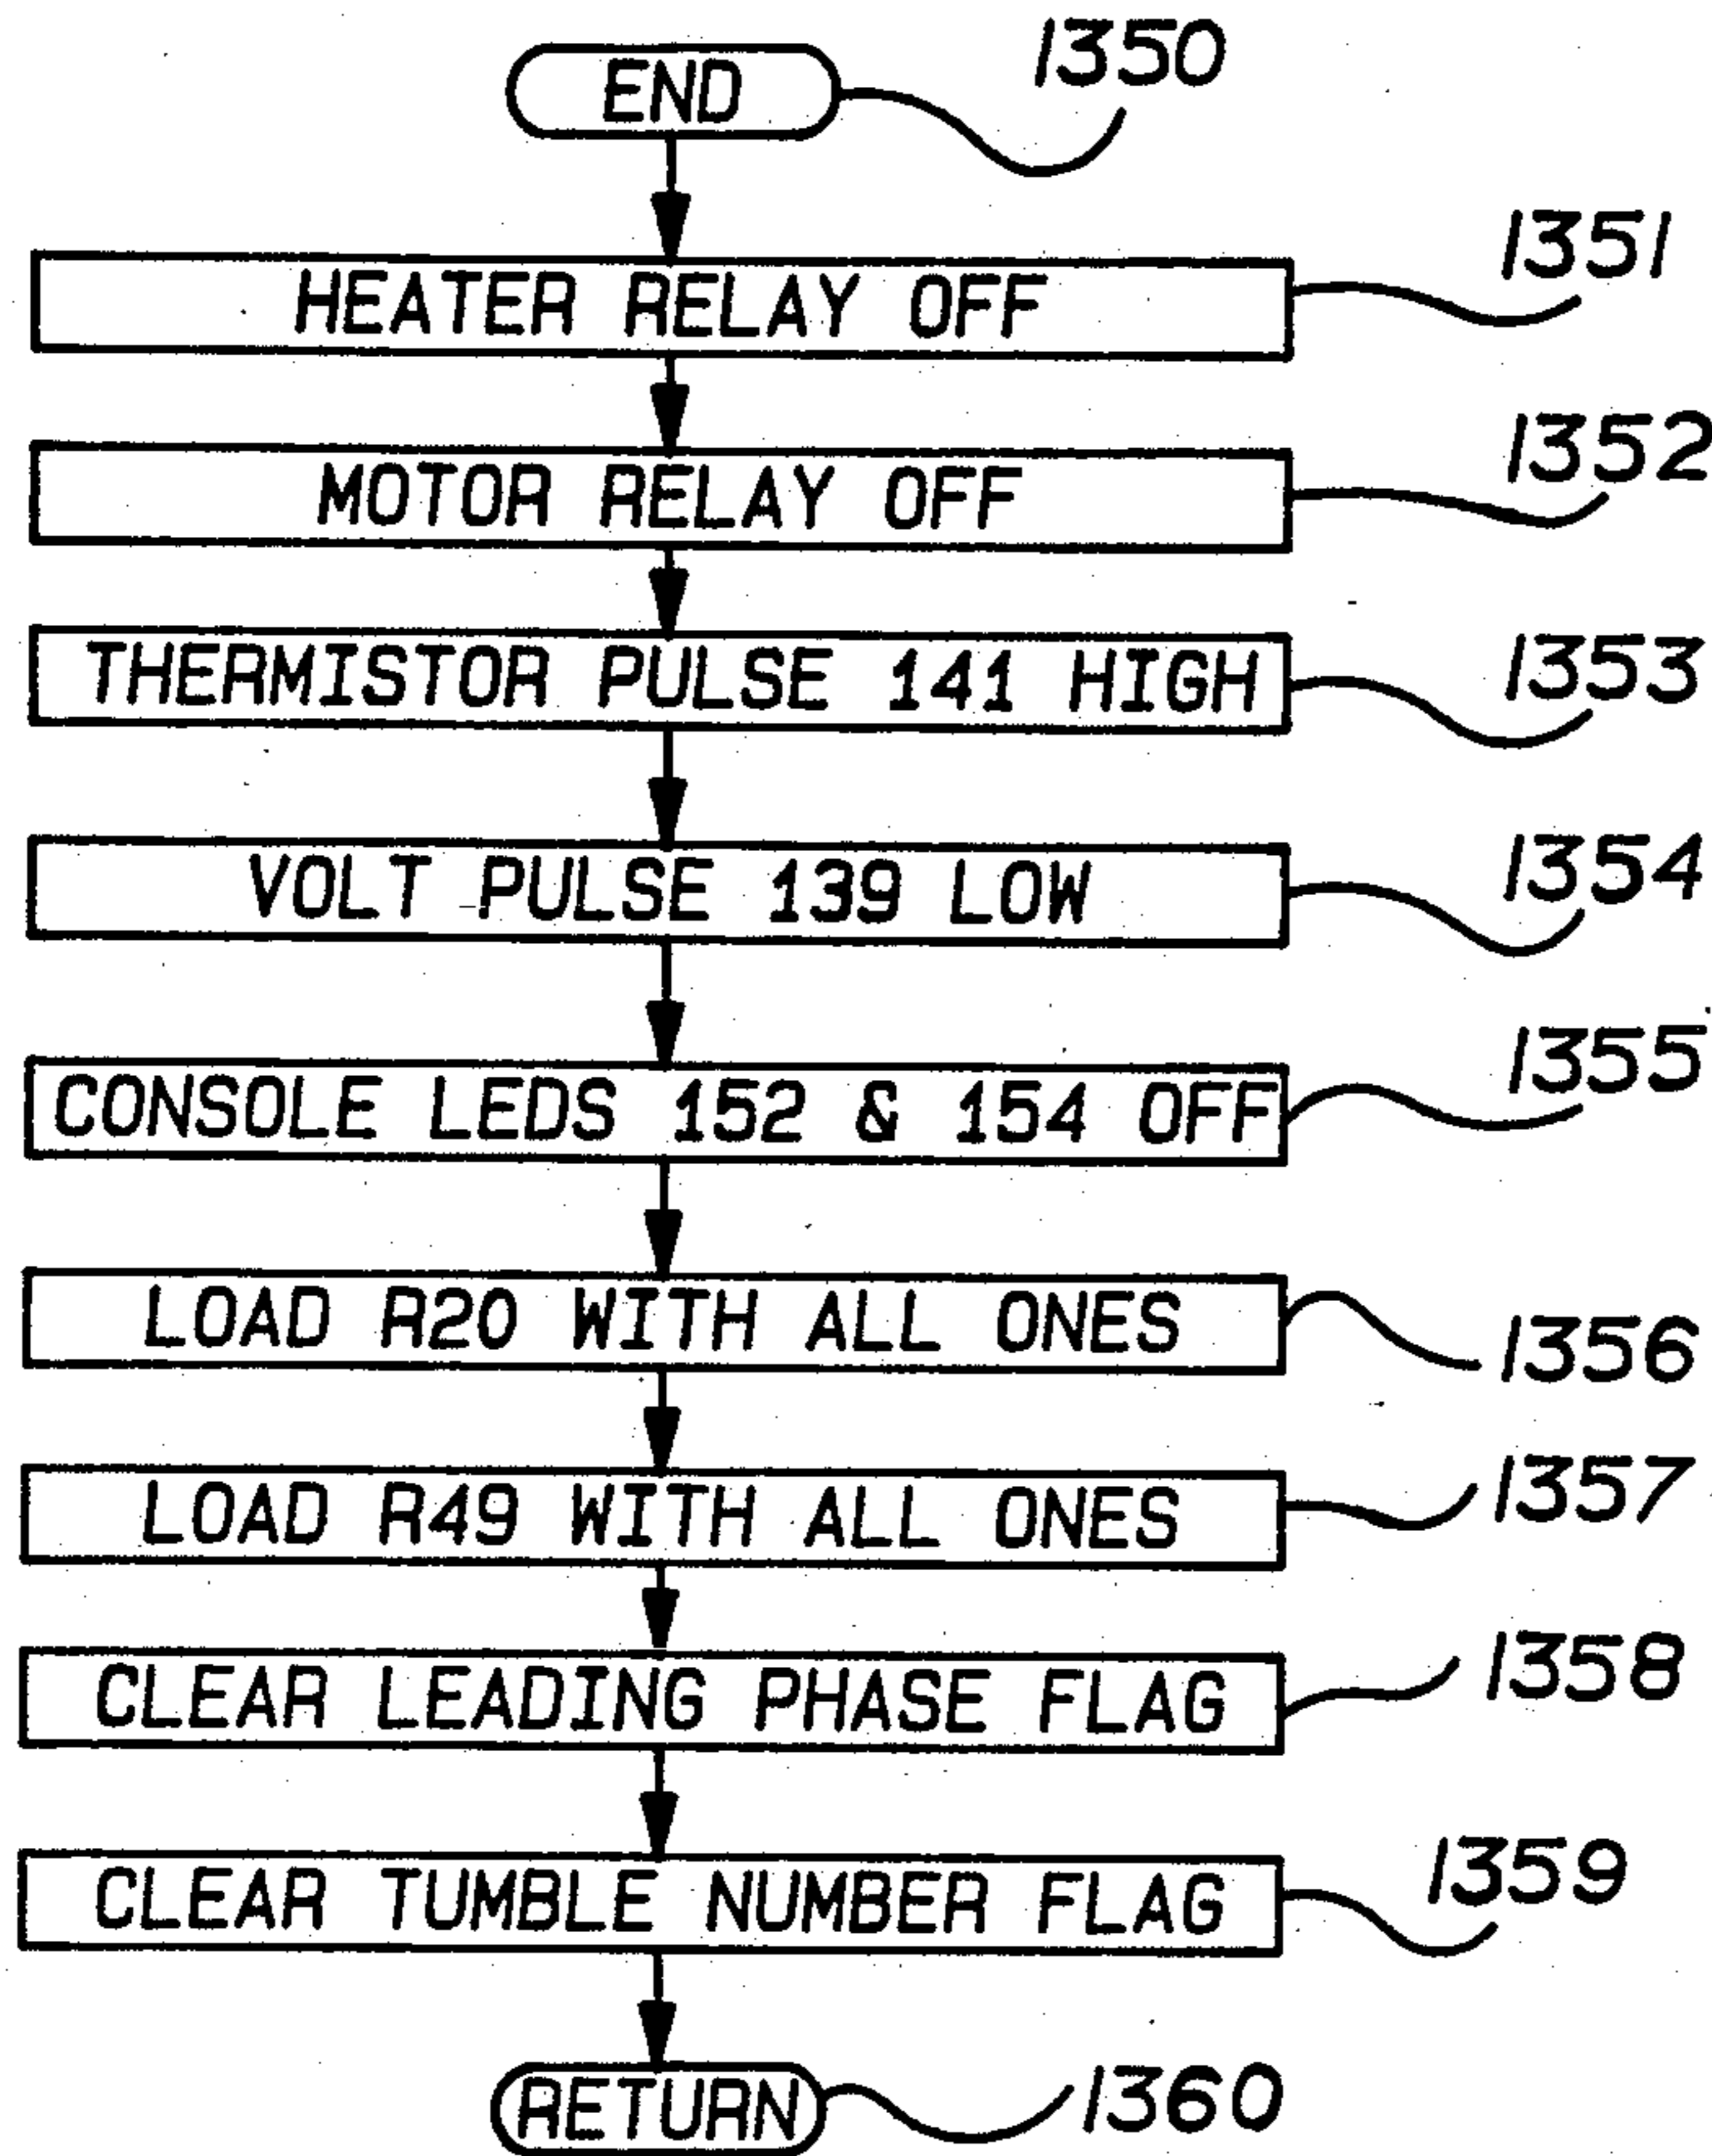 END 1350
HEATER RELAY OFF 1351
MOTOR RELAY OFF 1352
THERMISTOR PULSE 141 HIGH 1353
VOLT PULSE 139 LOW 1354
CONSOLE LEDS 152 & 154 OFF 1355
LOAD R20 WITH ALL ONES 1356
LOAD R49 WITH ALL ONES 1357
CLEAR LEADING PHASE FLAG 1358
CLEAR TUMBLE NUMBER FLAG 1359
RETURN 1360